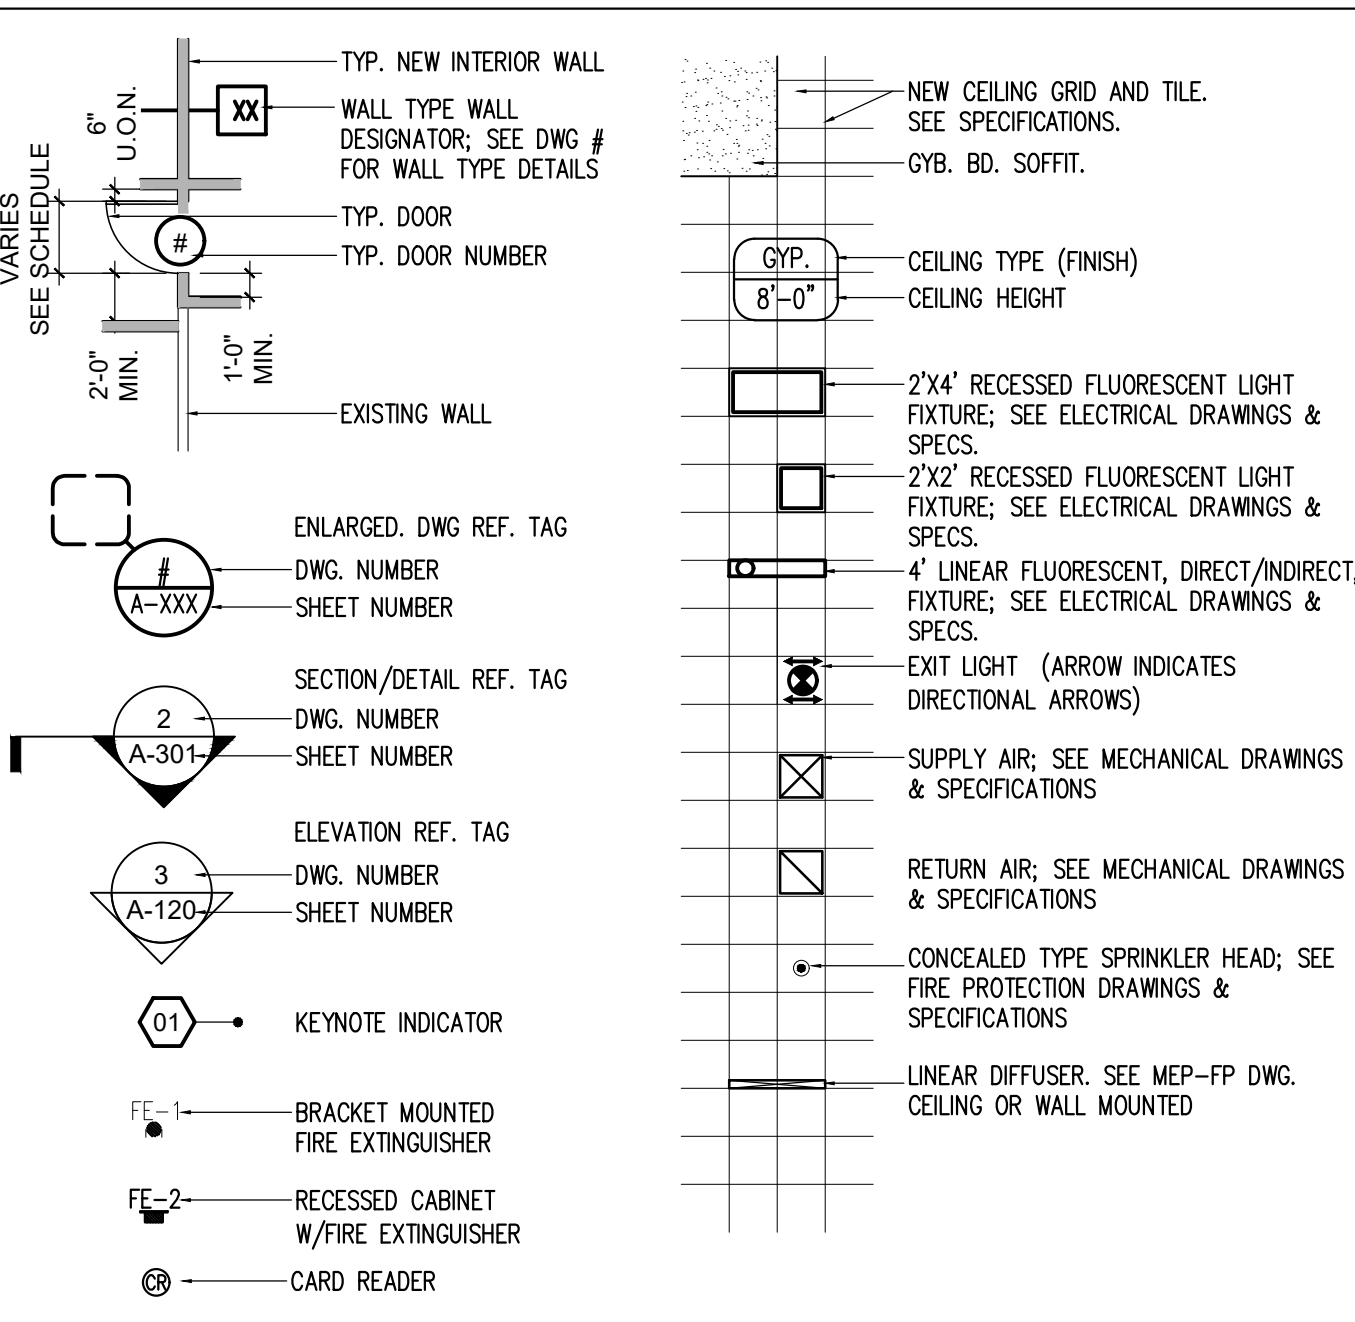 TYP. NEW INTERIOR WALL
6"
U.O.N.
XX
WALL TYPE WALL
DESIGNATOR; SEE DWG #
FOR WALL TYPE DETAILS
VARIES
SEE SCHEDULE
TYP. DOOR
#
TYP. DOOR NUMBER
2'-0"
MIN.
1'-0"
MIN.
EXISTING WALL
ENLARGED. DWG REF. TAG
#
DWG. NUMBER
A-XXX
SHEET NUMBER
SECTION/DETAIL REF. TAG
2
DWG. NUMBER
A-301
SHEET NUMBER
ELEVATION REF. TAG
3
DWG. NUMBER
A-120
SHEET NUMBER
01
KEYNOTE INDICATOR
FE-1
BRACKET MOUNTED
FIRE EXTINGUISHER
FE-2
RECESSED CABINET
W/FIRE EXTINGUISHER
CR
CARD READER
NEW CEILING GRID AND TILE.
SEE SPECIFICATIONS.
GYB. BD. SOFFIT.
GYP.
CEILING TYPE (FINISH)
8'-0"
CEILING HEIGHT
2'X4' RECESSED FLUORESCENT LIGHT
FIXTURE; SEE ELECTRICAL DRAWINGS &
SPECS.
2'X2' RECESSED FLUORESCENT LIGHT
FIXTURE; SEE ELECTRICAL DRAWINGS &
SPECS.
4' LINEAR FLUORESCENT, DIRECT/INDIRECT,
FIXTURE; SEE ELECTRICAL DRAWINGS &
SPECS.
EXIT LIGHT (ARROW INDICATES
DIRECTIONAL ARROWS)
SUPPLY AIR; SEE MECHANICAL DRAWINGS
& SPECIFICATIONS
RETURN AIR; SEE MECHANICAL DRAWINGS
& SPECIFICATIONS
CONCEALED TYPE SPRINKLER HEAD; SEE
FIRE PROTECTION DRAWINGS &
SPECIFICATIONS
LINEAR DIFFUSER. SEE MEP-FP DWG.
CEILING OR WALL MOUNTED